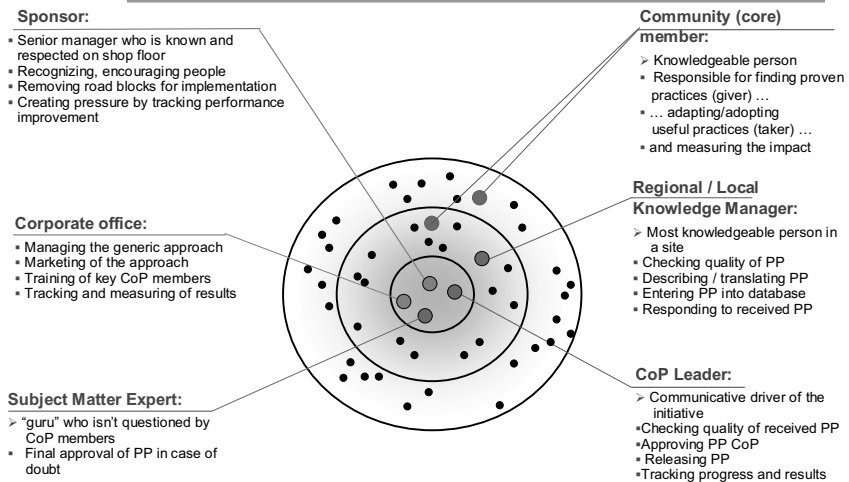 Sponsor:
▪ Senior manager who is known and
respected on shop floor
▪ Recognizing, encouraging people
▪ Removing road blocks for implementation
▪ Creating pressure by tracking performance
improvement
Community (core)
member:
➢ Knowledgeable person
▪ Responsible for finding proven
practices (giver) …
▪ … adapting/adopting
useful practices (taker) …
▪ and measuring the impact
Corporate office:
▪ Managing the generic approach
▪ Marketing of the approach
▪ Training of key CoP members
▪ Tracking and measuring of results
Regional / Local
Knowledge Manager:
➢ Most knowledgeable person in
a site
▪ Checking quality of PP
▪ Describing / translating PP
▪ Entering PP into database
▪ Responding to received PP
Subject Matter Expert:
➢ “guru” who isn’t questioned by
CoP members
▪ Final approval of PP in case of
doubt
CoP Leader:
➢ Communicative driver of the
initiative
▪Checking quality of received PP
▪Approving PP CoP
▪ Releasing PP
▪Tracking progress and results